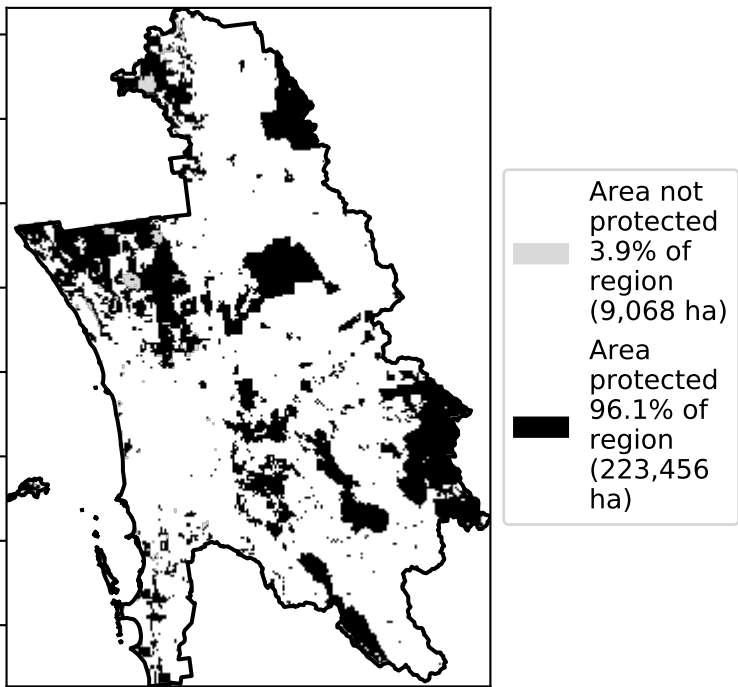 Area not
protected
3.9% of
region
(9,068 ha)
Area
protected
96.1% of
region
(223,456
ha)